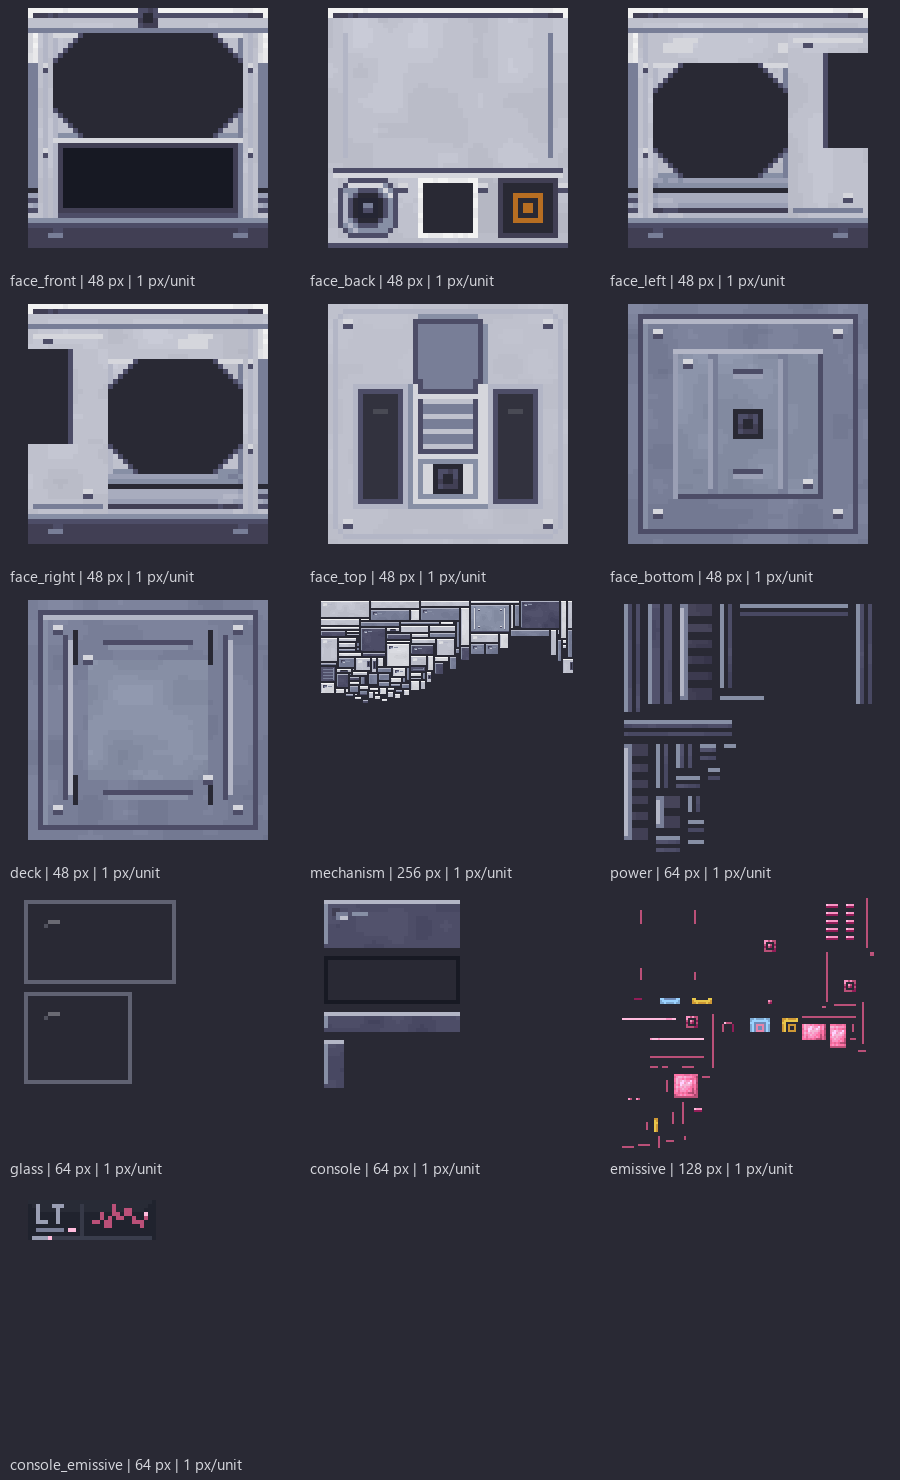 face_front | 48 px | 1 px/unit
face_back | 48 px | 1 px/unit
face_left | 48 px | 1 px/unit
face_right | 48 px | 1 px/unit
face_top | 48 px | 1 px/unit
face_bottom | 48 px | 1 px/unit
deck | 48 px | 1 px/unit
mechanism | 256 px | 1 px/unit
power | 64 px | 1 px/unit
glass | 64 px | 1 px/unit
console | 64 px | 1 px/unit
emissive | 128 px | 1 px/unit
LT
console_emissive | 64 px | 1 px/unit